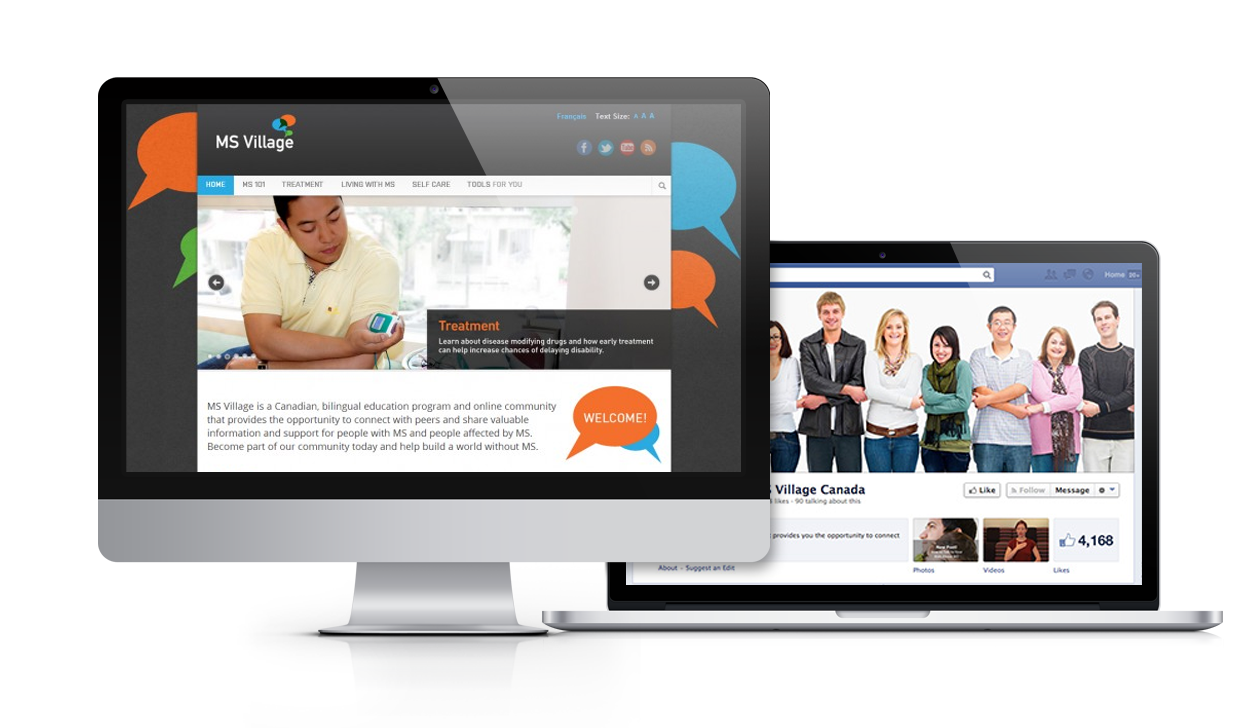 MS Village
Français Text Size: A A A
HOME MS 101 TREATMENT LIVING WITH MS SELF CARE TOOLS FOR YOU
Treatment
Learn about disease modifying drugs and how early treatment
can help increase chances of delaying disability.
MS Village is a Canadian, bilingual education program and online community
that provides the opportunity to connect with peers and share valuable
information and support for people with MS and people affected by MS.
Become part of our community today and help build a world without MS.
WELCOME!
Home
Village Canada
likes · 90 talking about this
Like Follow Message
provides you the opportunity to connect
4,168
About – Suggest an Edit
Photos Videos Likes